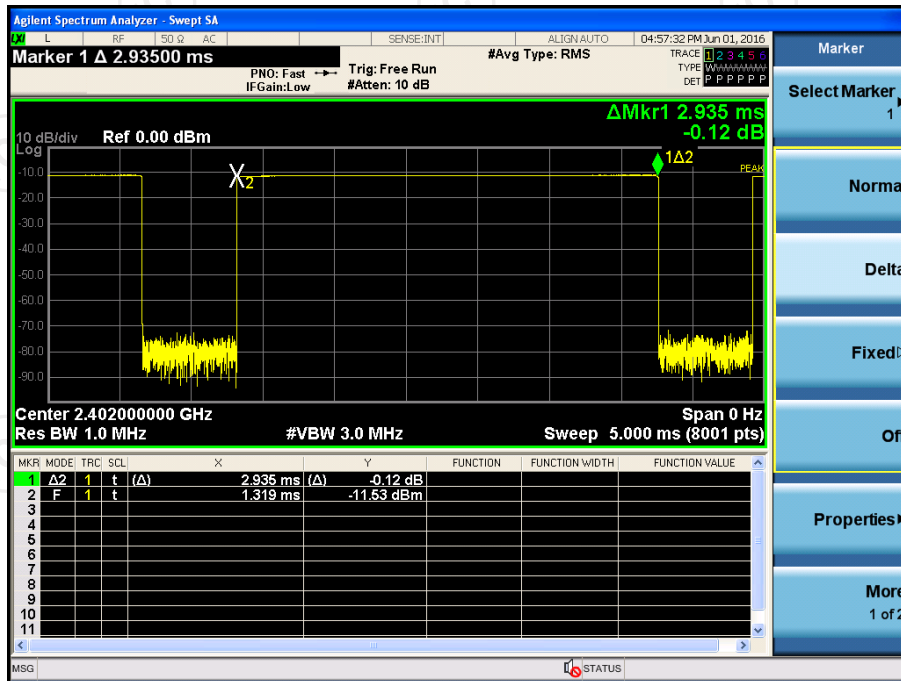 Agilent Spectrum Analyzer - Swept SA
LXI L RF 50 Ω AC SENSE:INT ALIGN AUTO 04:57:32 PM Jun 01, 2016
Marker 1 Δ 2.93500 ms
PNO: Fast
IFGain:Low
Trig: Free Run
#Atten: 10 dB
#Avg Type: RMS
TRACE 1 2 3 4 5 6
TYPE W
DET P P P P P P
ΔMkr1 2.935 ms
-0.12 dB
10 dB/div Ref 0.00 dBm
Log
1Δ2
X2
PEAK
-10.0
-20.0
-30.0
-40.0
-50.0
-60.0
-70.0
-80.0
-90.0
Center 2.402000000 GHz Span 0 Hz
Res BW 1.0 MHz #VBW 3.0 MHz Sweep 5.000 ms (8001 pts)
MKR MODE TRC SCL X Y FUNCTION FUNCTION WIDTH FUNCTION VALUE
1 Δ2 1 t (Δ) 2.935 ms (Δ) -0.12 dB
2 F 1 t 1.319 ms -11.53 dBm
3
4
5
6
7
8
9
10
11
MSG STATUS
Marker
Select Marker
1
Norma
Delta
Fixed
Of
Properties
More
1 of 2